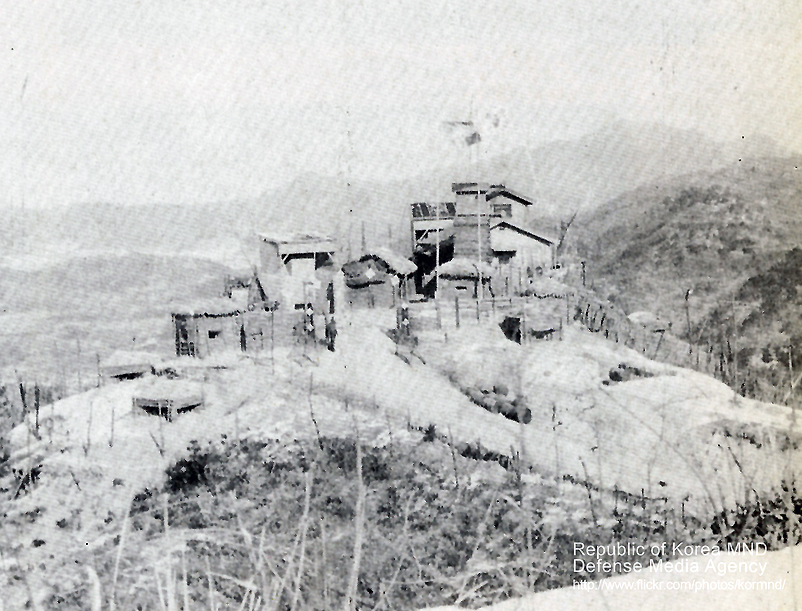 Republic of Korea MND
Defense Media Agency
http://www.flickr.com/photos/kormnd/